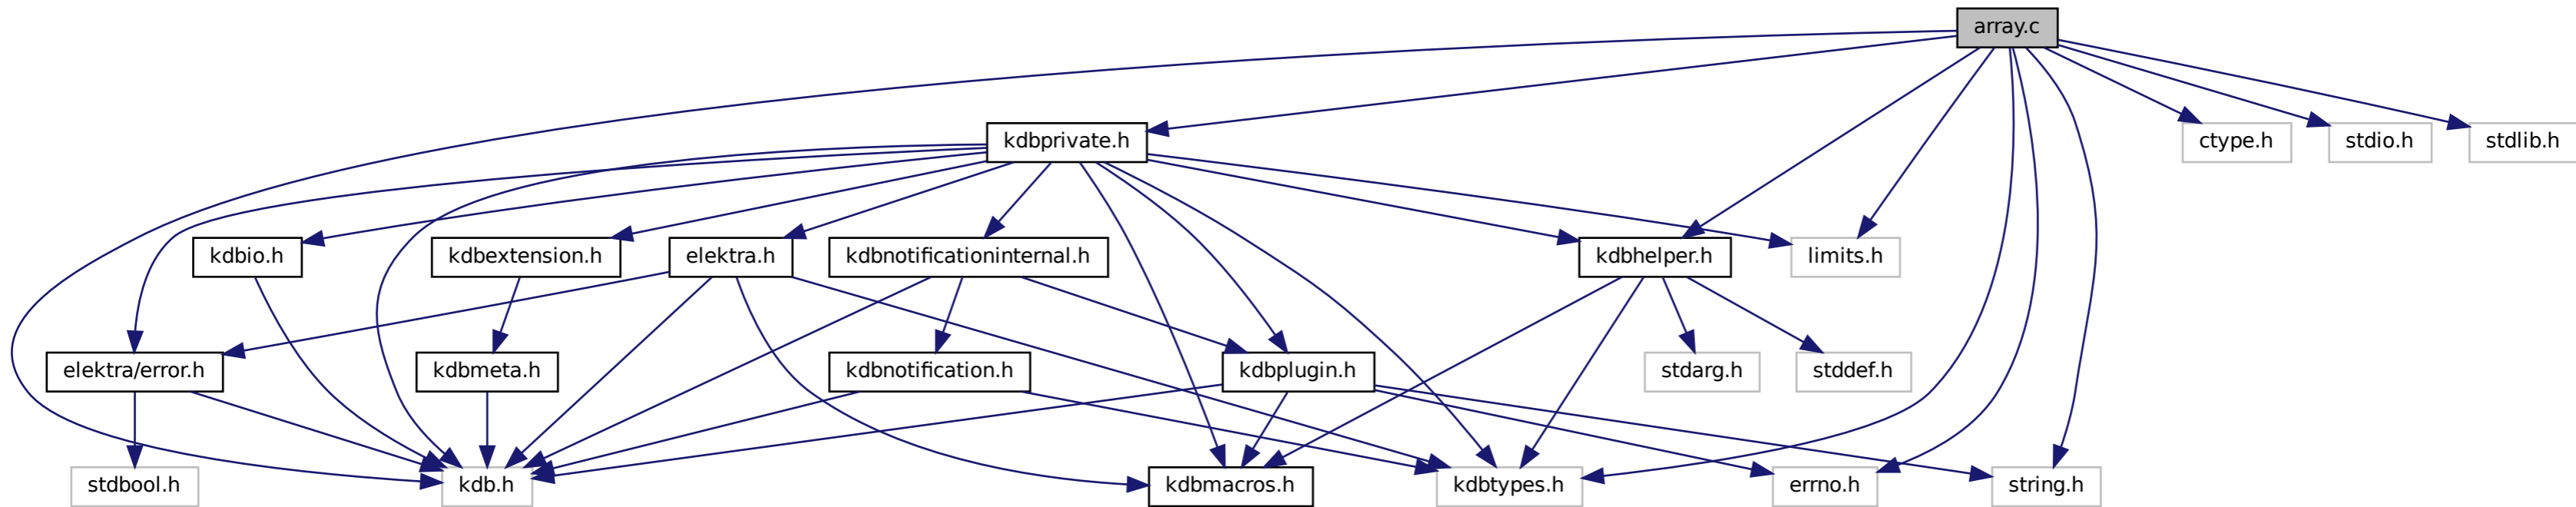 array.c
kdbprivate.h
ctype.h
stdio.h
stdlib.h
kdbio.h
kdbextension.h
elektra.h
kdbnotificationinternal.h
kdbhelper.h
limits.h
elektra/error.h
kdbmeta.h
kdbnotification.h
kdbplugin.h
stdarg.h
stddef.h
stdbool.h
kdb.h
kdbmacros.h
kdbtypes.h
errno.h
string.h